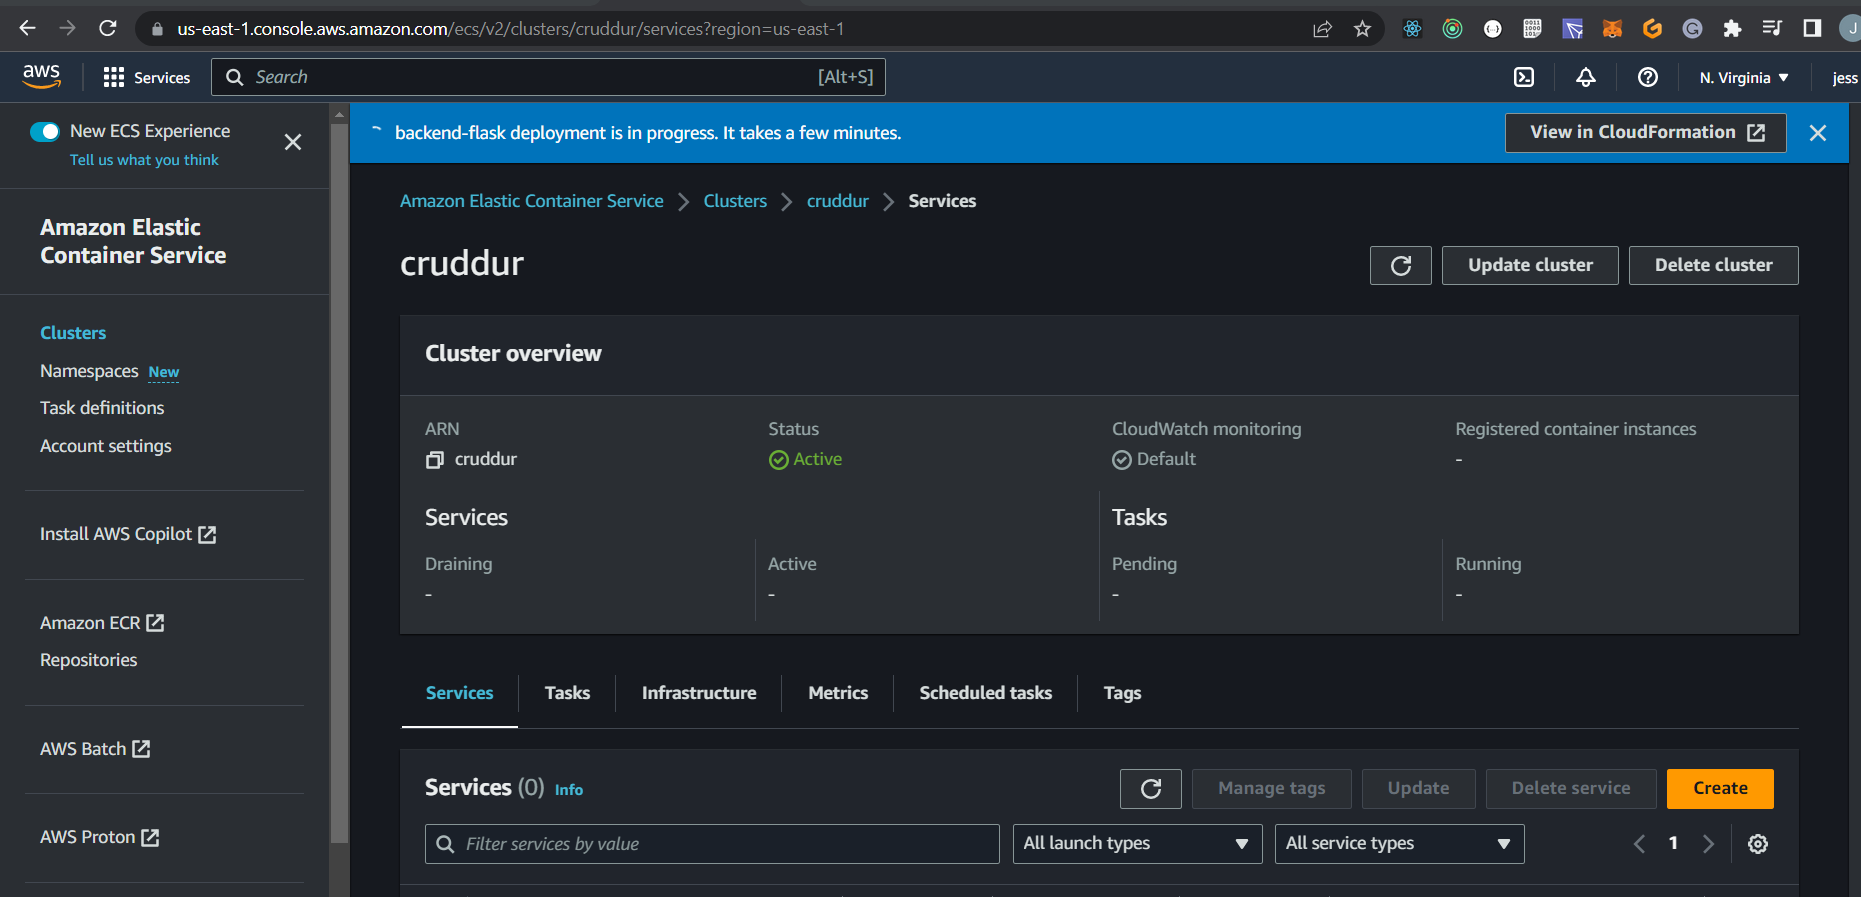 us-east-1.console.aws.amazon.com/ecs/v2/clusters/cruddur/services?region=us-east-1
aws
Services
Search
[Alt+S]
N. Virginia
jess
New ECS Experience
Tell us what you think
Amazon Elastic
Container Service
Clusters
Namespaces New
Task definitions
Account settings
Install AWS Copilot
Amazon ECR
Repositories
AWS Batch
AWS Proton
backend-flask deployment is in progress. It takes a few minutes.
View in CloudFormation
Amazon Elastic Container Service
Clusters
cruddur
Services
cruddur
Update cluster
Delete cluster
Cluster overview
ARN
cruddur
Status
Active
CloudWatch monitoring
Default
Registered container instances
-
Services
Draining
-
Active
-
Tasks
Pending
-
Running
-
Services
Tasks
Infrastructure
Metrics
Scheduled tasks
Tags
Services (0) Info
Manage tags
Update
Delete service
Create
Filter services by value
All launch types
All service types
1